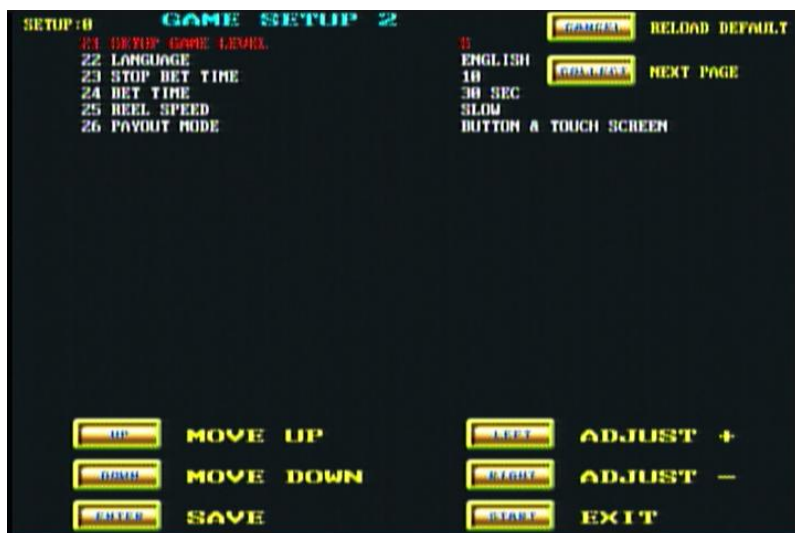 SETUP:0 GAME SETUP 2 CANCEL RELOAD DEFAULT
21 SETUP GAME LEVEL
22 LANGUAGE ENGLISH
COLLECT NEXT PAGE
23 STOP BET TIME 10
24 BET TIME 30 SEC
25 REEL SPEED SLOW
26 PAYOUT MODE BUTTON & TOUCH SCREEN
UP MOVE UP LEFT ADJUST +
DOWN MOVE DOWN RIGHT ADJUST -
ENTER SAVE START EXIT